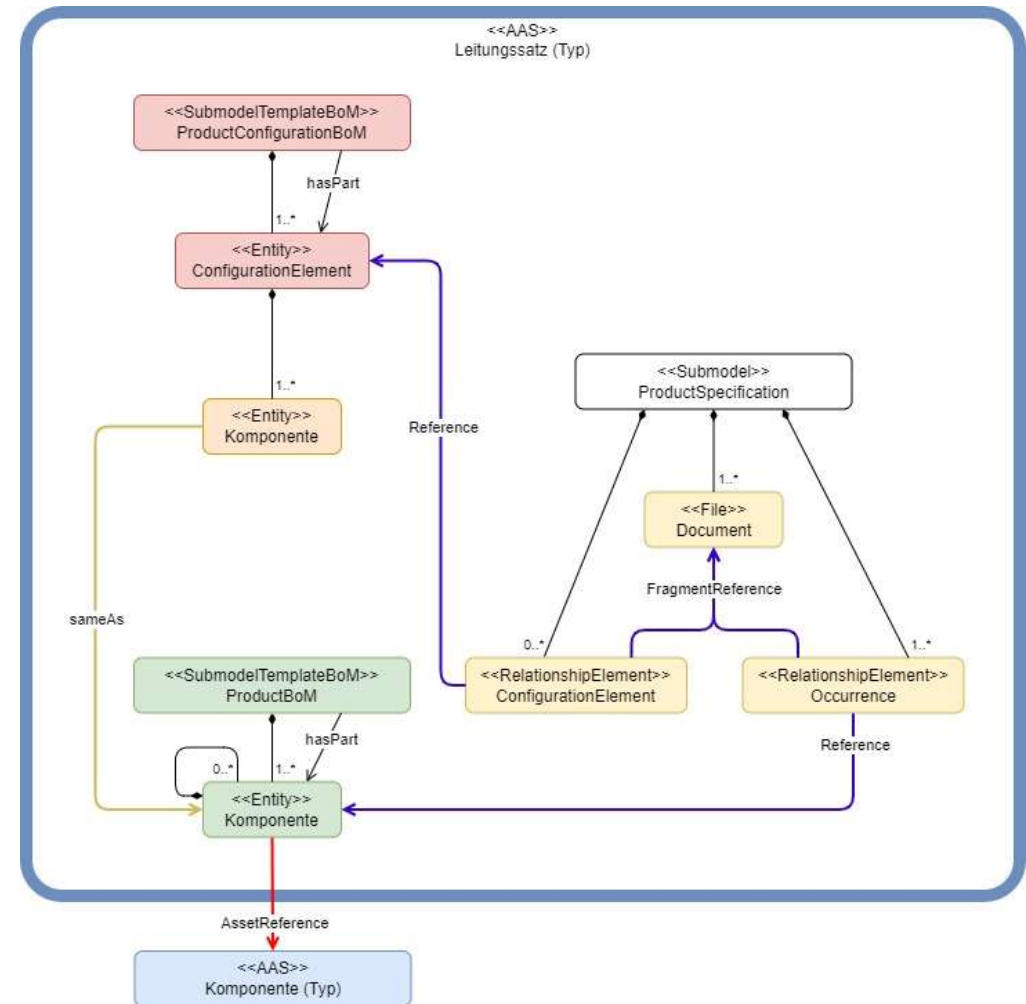 <<AAS>>
Leitungssatz (Typ)
<<SubmodelTemplateBoM>>
ProductConfigurationBoM
hasPart
1..*
<<Entity>>
ConfigurationElement
1..*
<<Entity>>
Komponente
Reference
<<Submodel>>
ProductSpecification
1..*
<<File>>
Document
FragmentReference
sameAs
0..*
1..*
<<SubmodelTemplateBoM>>
ProductBoM
<<RelationshipElement>>
ConfigurationElement
<<RelationshipElement>>
Occurrence
hasPart
Reference
0..*
1..*
<<Entity>>
Komponente
AssetReference
<<AAS>>
Komponente (Typ)